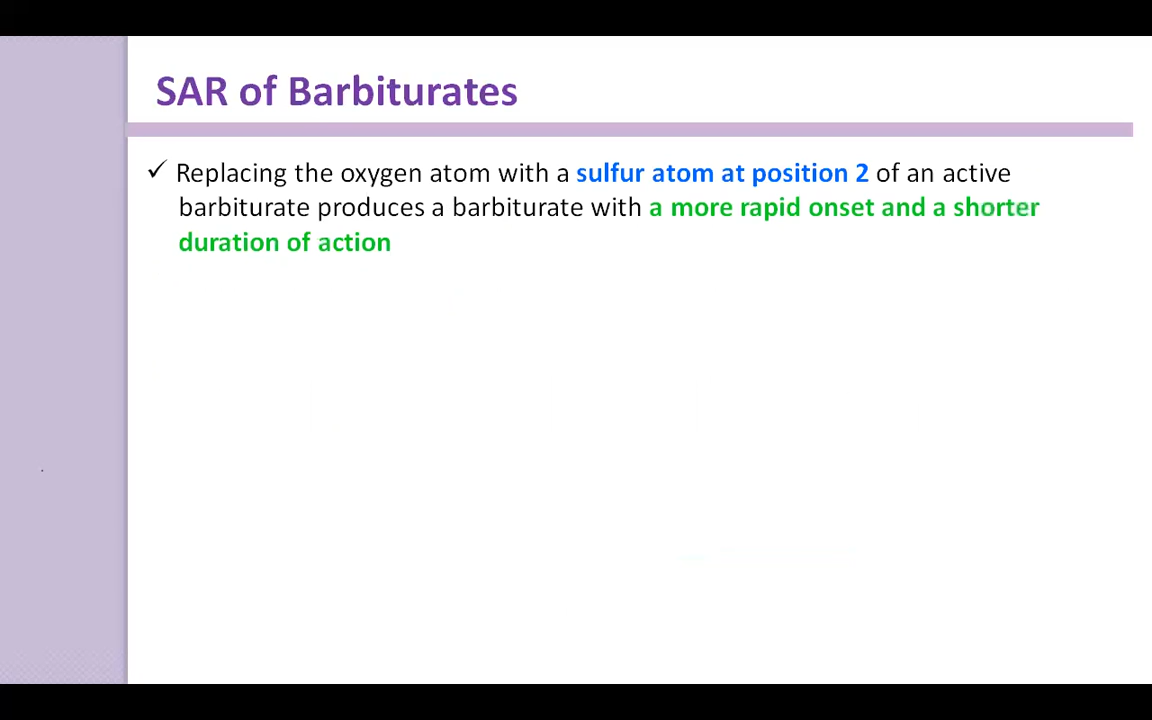 SAR of Barbiturates
✓ Replacing the oxygen atom with a sulfur atom at position 2 of an active
barbiturate produces a barbiturate with a more rapid onset and a shorter
duration of action